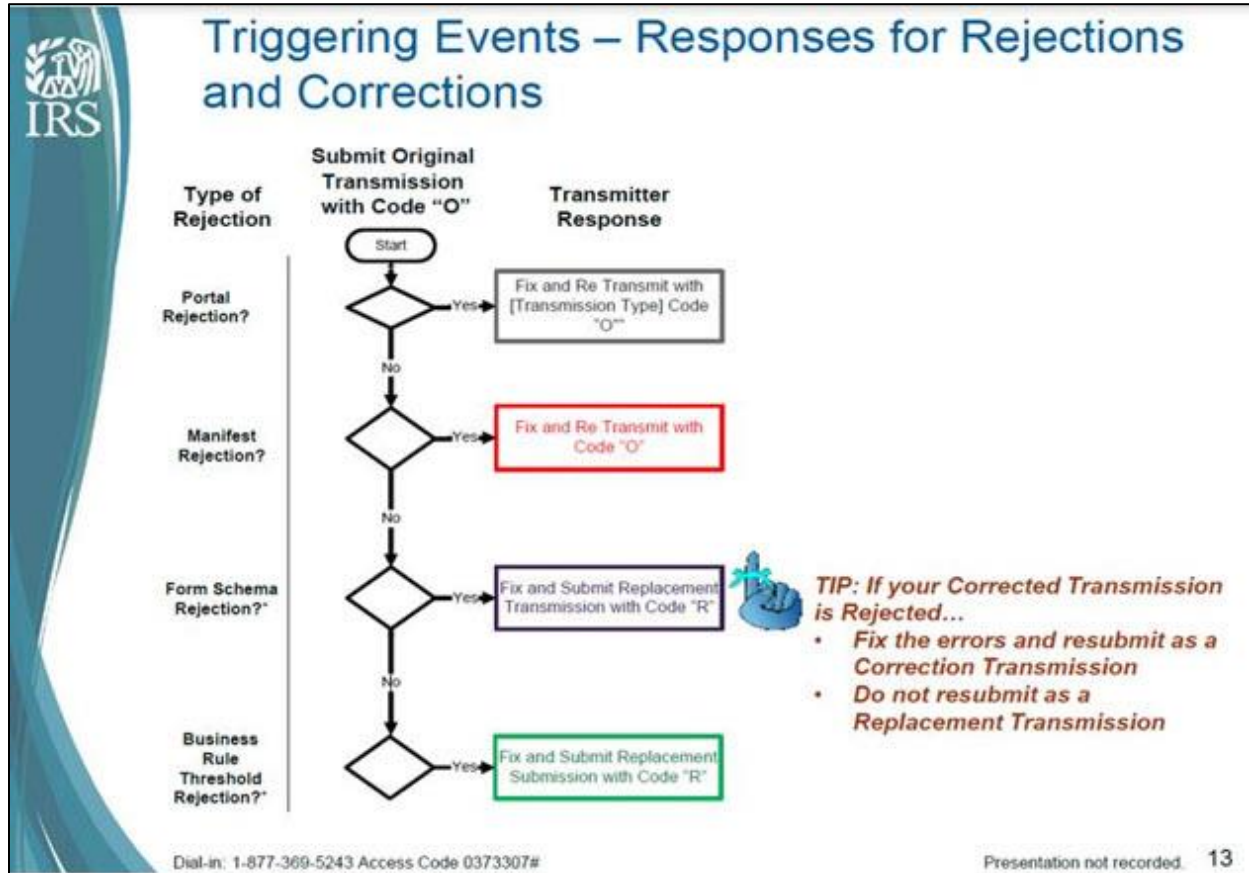 IRS
Triggering Events – Responses for Rejections
and Corrections
Type of
Rejection
Submit Original
Transmission
with Code "O"
Transmitter
Response
Start
Portal
Rejection?
Yes
Fix and Re Transmit with
[Transmission Type] Code
"O""
No
Manifest
Rejection?
Yes
Fix and Re Transmit with
Code "O"
No
Form Schema
Rejection?*
Yes
Fix and Submit Replacement
Transmission with Code "R"
TIP: If your Corrected Transmission
is Rejected…
• Fix the errors and resubmit as a
Correction Transmission
• Do not resubmit as a
Replacement Transmission
No
Business
Rule
Threshold
Rejection?*
Yes
Fix and Submit Replacement
Submission with Code "R"
Dial-in: 1-877-369-5243 Access Code 0373307#
Presentation not recorded. 13